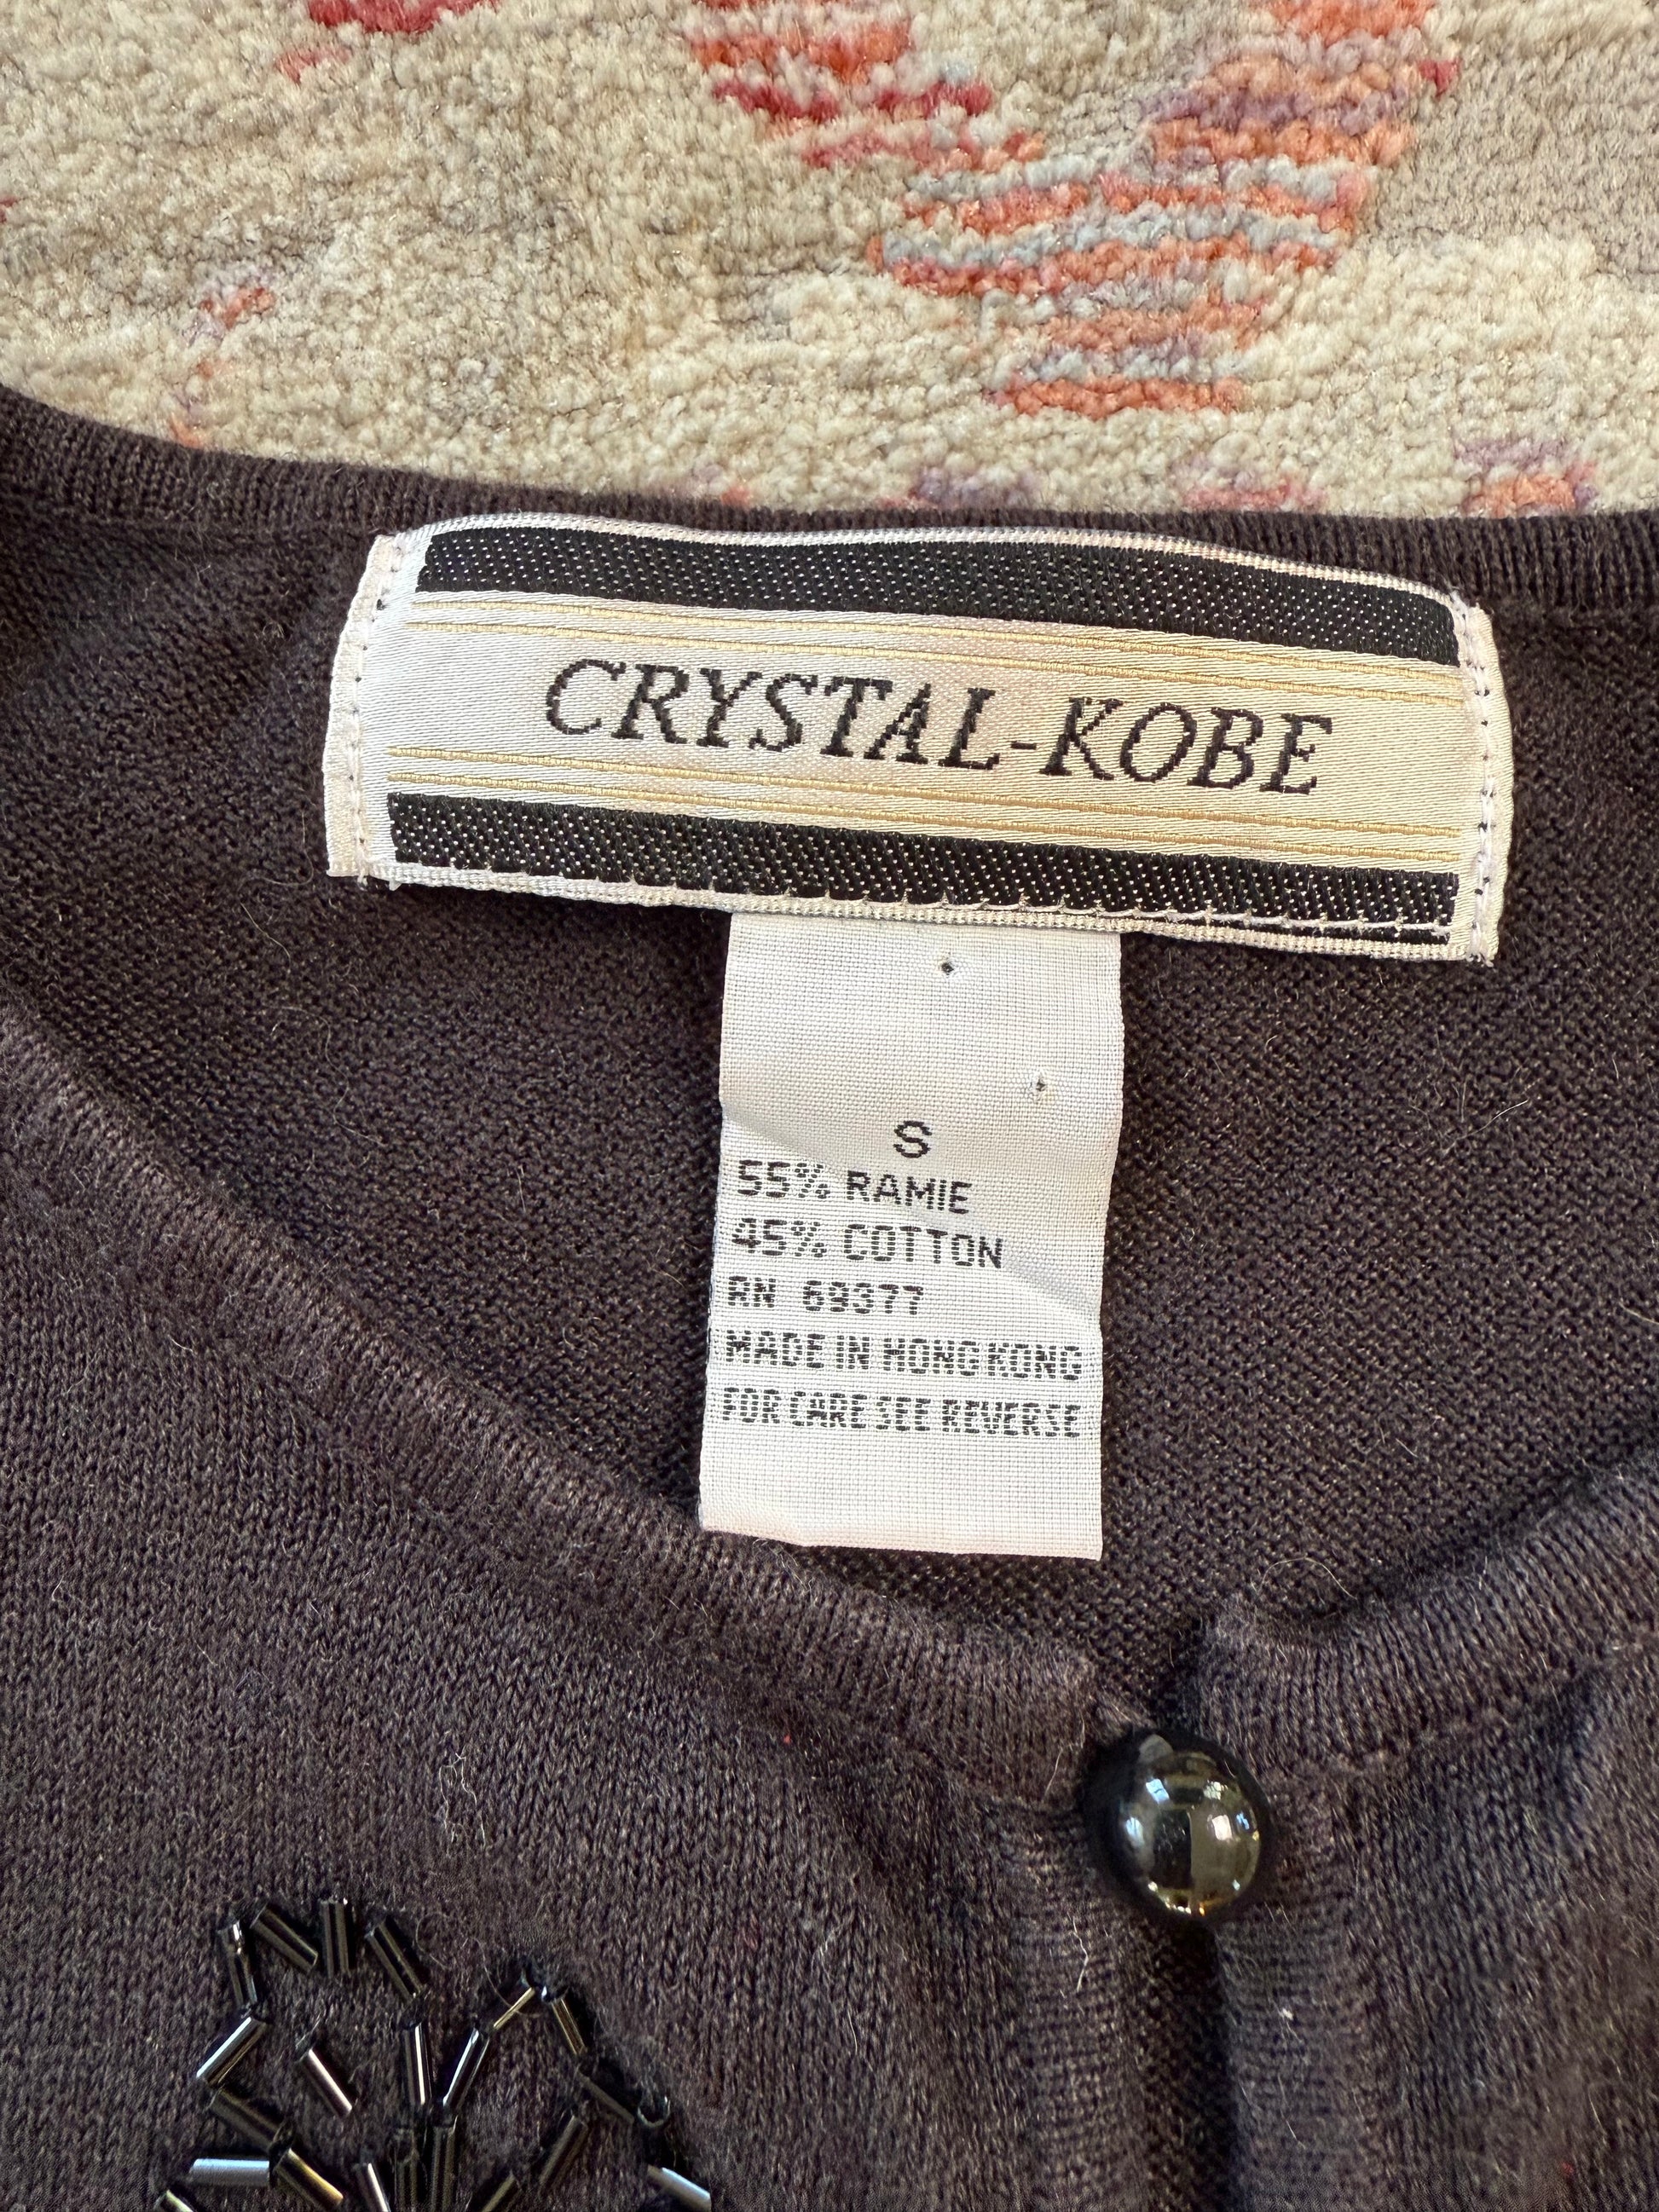 CRYSTAL-KOBE
S
55% RAMIE
45% COTTON
RN 69377
MADE IN HONG KONG
FOR CARE SEE REVERSE